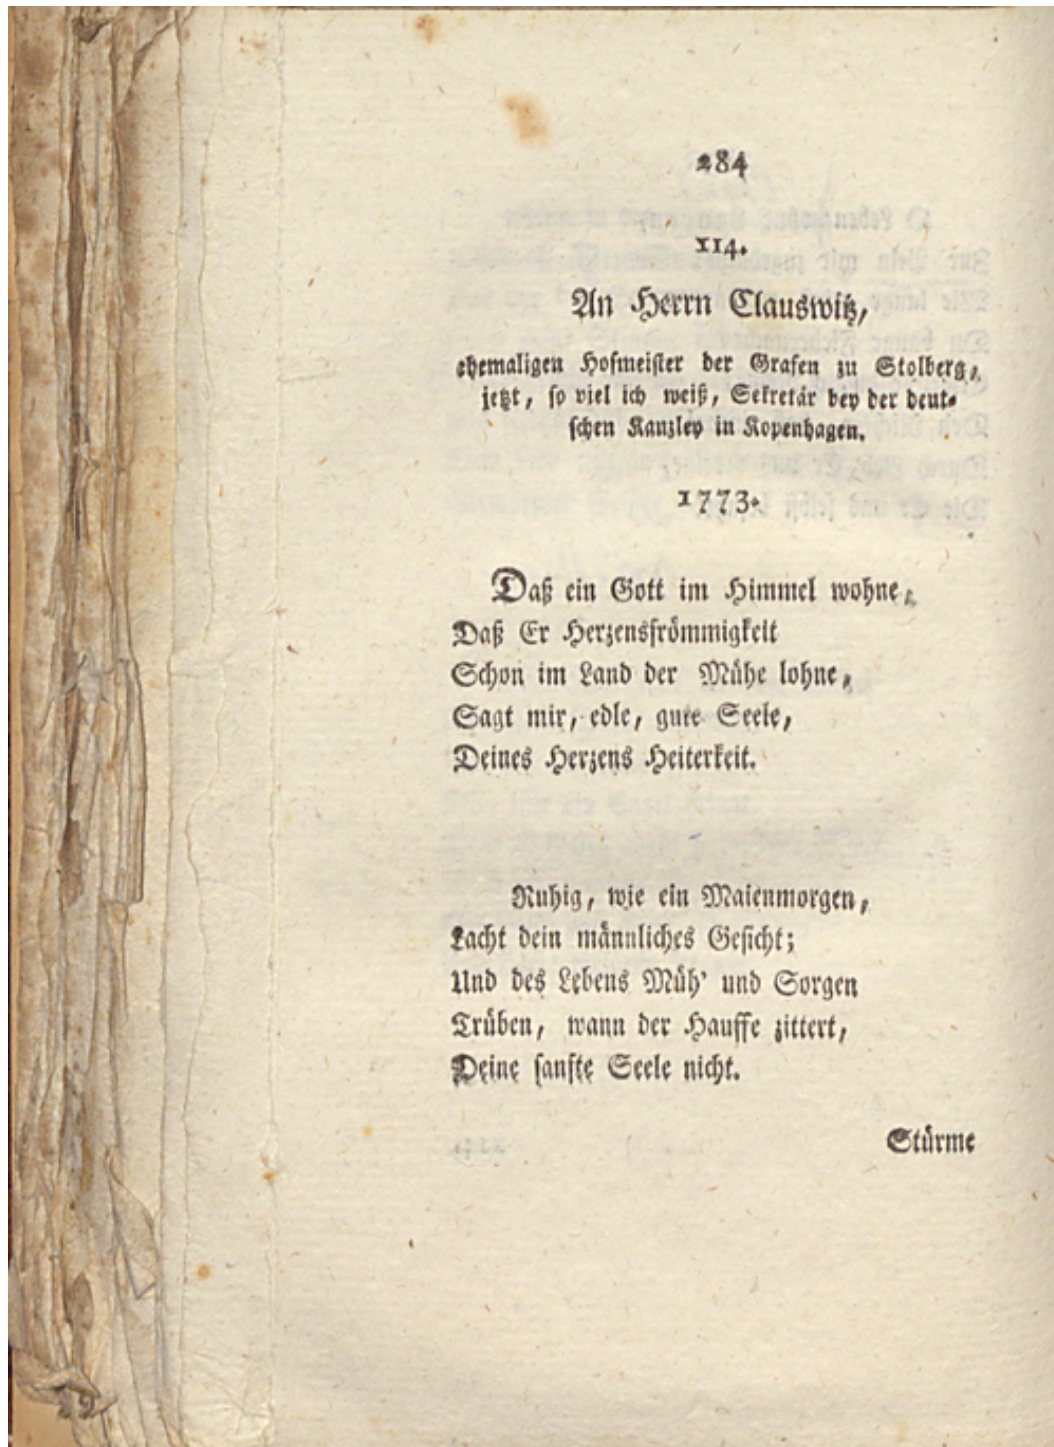 284
114.
An Herrn Clauswitz,
ehemaligen Hofmeister der Grafen zu Stolberg,
jetzt, so viel ich weiß, Sekretär bey der deut-
schen Kanzley in Kopenhagen.
1773.
Daß ein Gott im Himmel wohne,
Daß Er Herzensfrömmigkeit
Schon im Land der Mühe lohne,
Sagt mir, edle, gute Seele,
Deines Herzens Heiterkeit.
Ruhig, wie ein Maienmorgen,
Lacht dein männliches Gesicht;
Und des Lebens Müh' und Sorgen
Trüben, wann der Hauffe zittert,
Deine sanfte Seele nicht.
Stürme